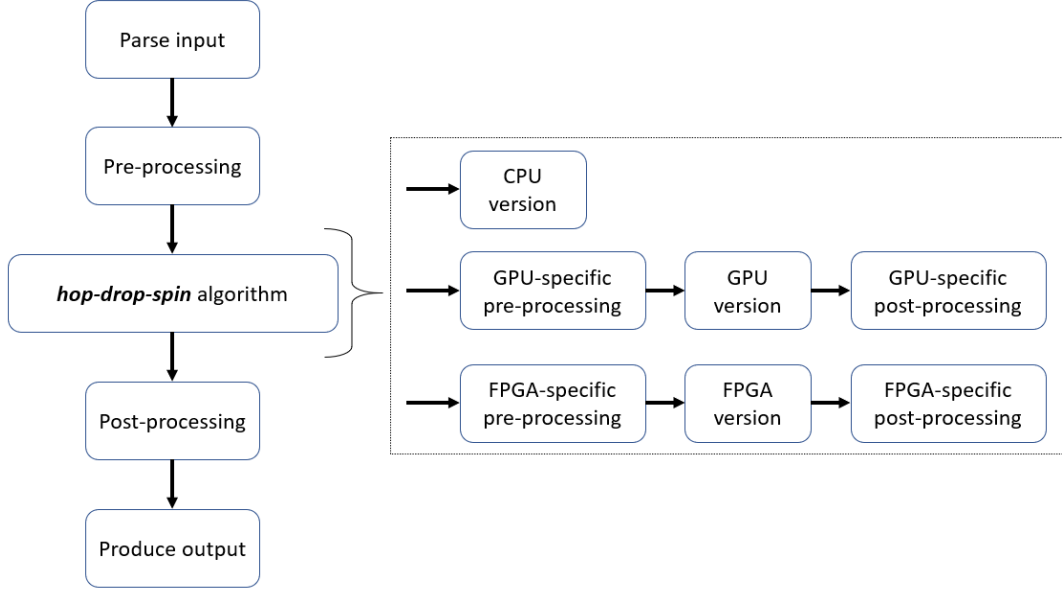 Parse input
Pre-processing
hop-drop-spin algorithm
Post-processing
Produce output
CPU
version
GPU-specific
pre-processing
GPU
version
GPU-specific
post-processing
FPGA-specific
pre-processing
FPGA
version
FPGA-specific
post-processing